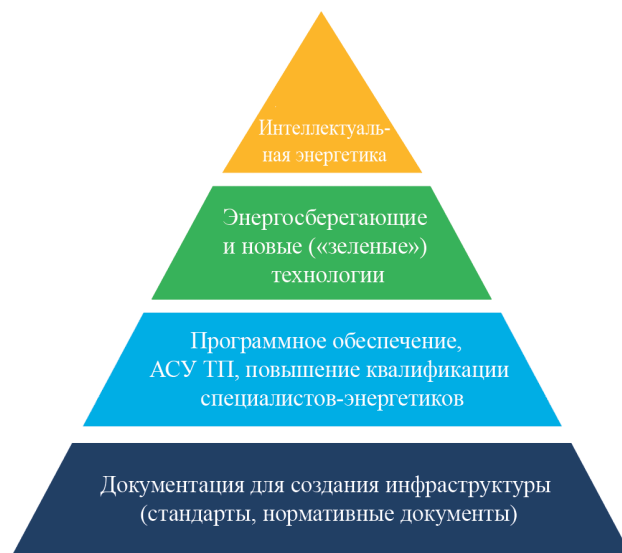 Интеллектуаль-
ная энергетика
Энергосберегающие
и новые («зеленые»)
технологии
Программное обеспечение,
АСУ ТП, повышение квалификации
специалистов-энергетиков
Документация для создания инфраструктуры
(стандарты, нормативные документы)